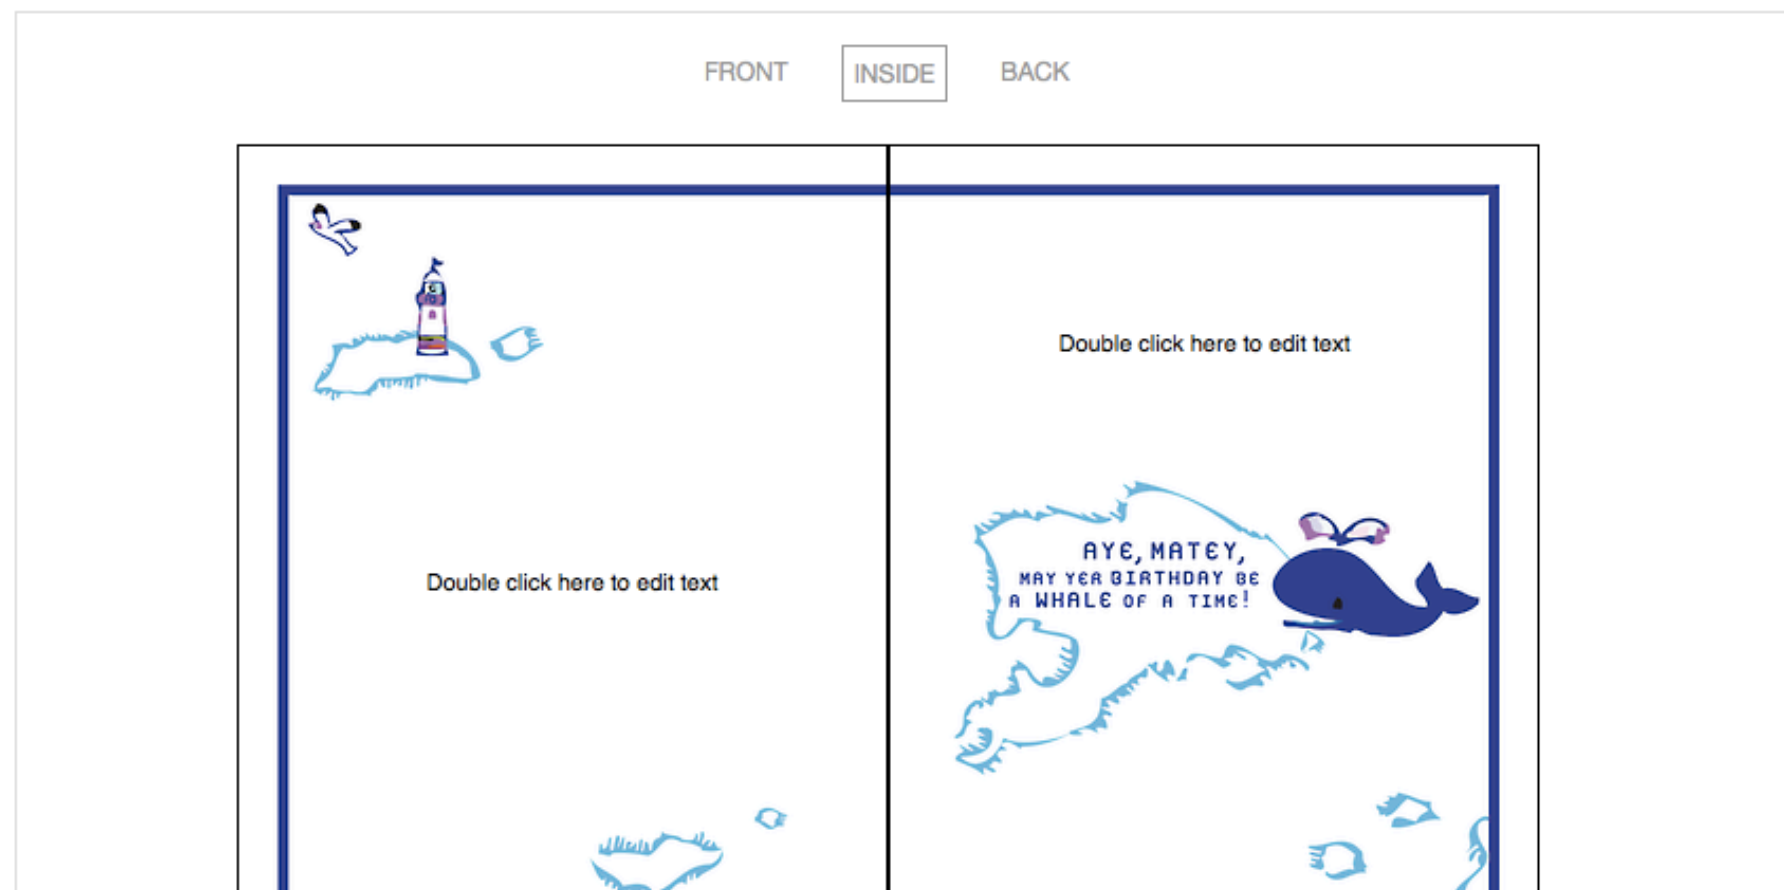 FRONT INSIDE BACK
Double click here to edit text
Double click here to edit text
AYE, MATEY,
MAY YER BIRTHDAY BE
A WHALE OF A TIME!